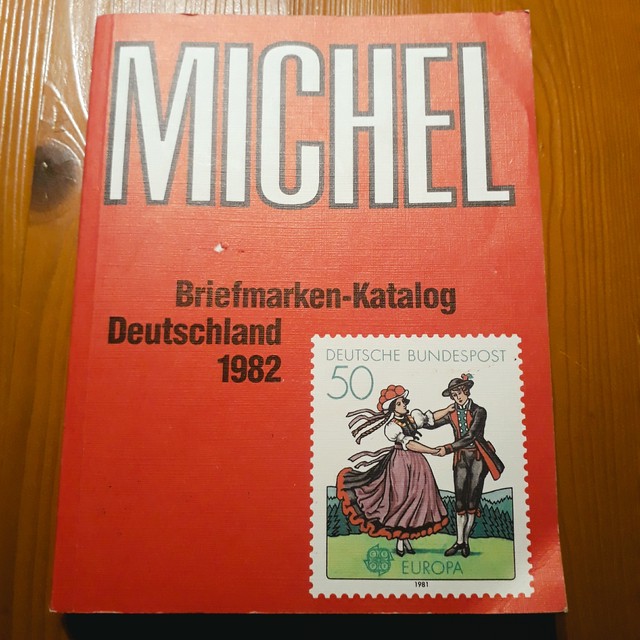 MICHEL
Briefmarken-Katalog
Deutschland
1982
DEUTSCHE BUNDESPOST
50
EUROPA
1981